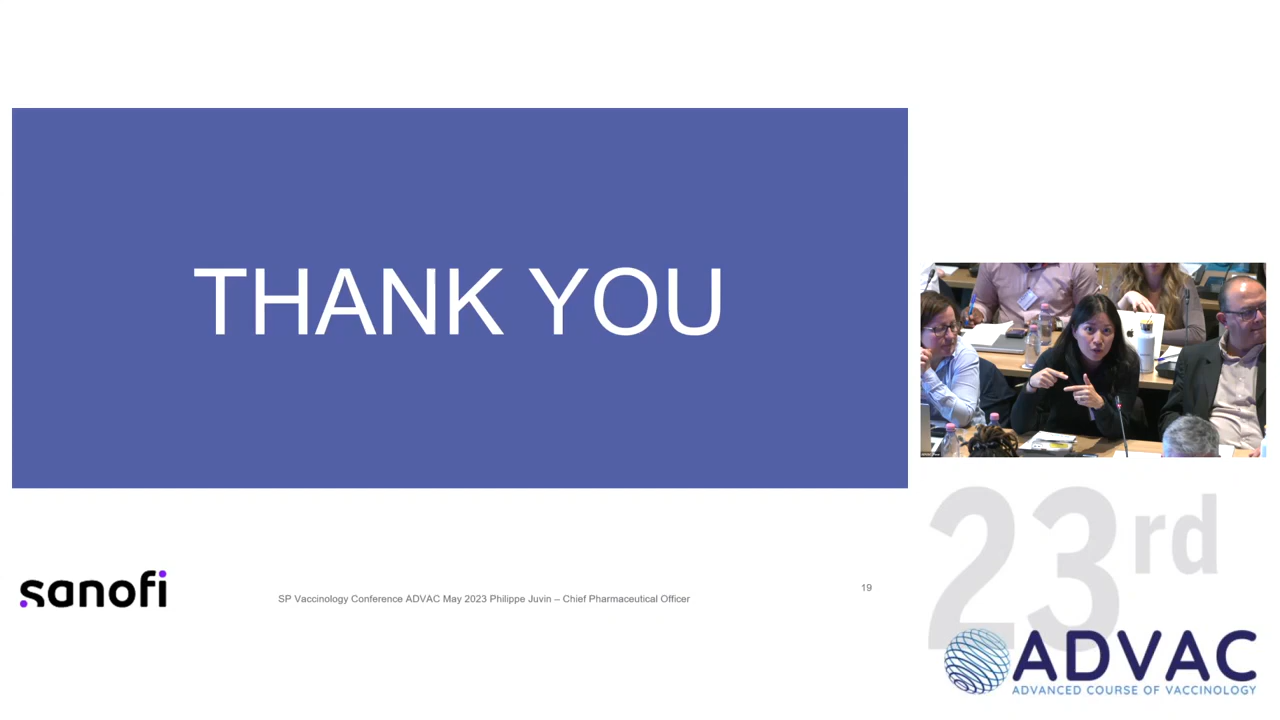 THANK YOU
sanofi
SP Vaccinology Conference ADVAC May 2023 Philippe Juvin – Chief Pharmaceutical Officer
19
23rd
ADVAC
ADVANCED COURSE OF VACCINOLOGY